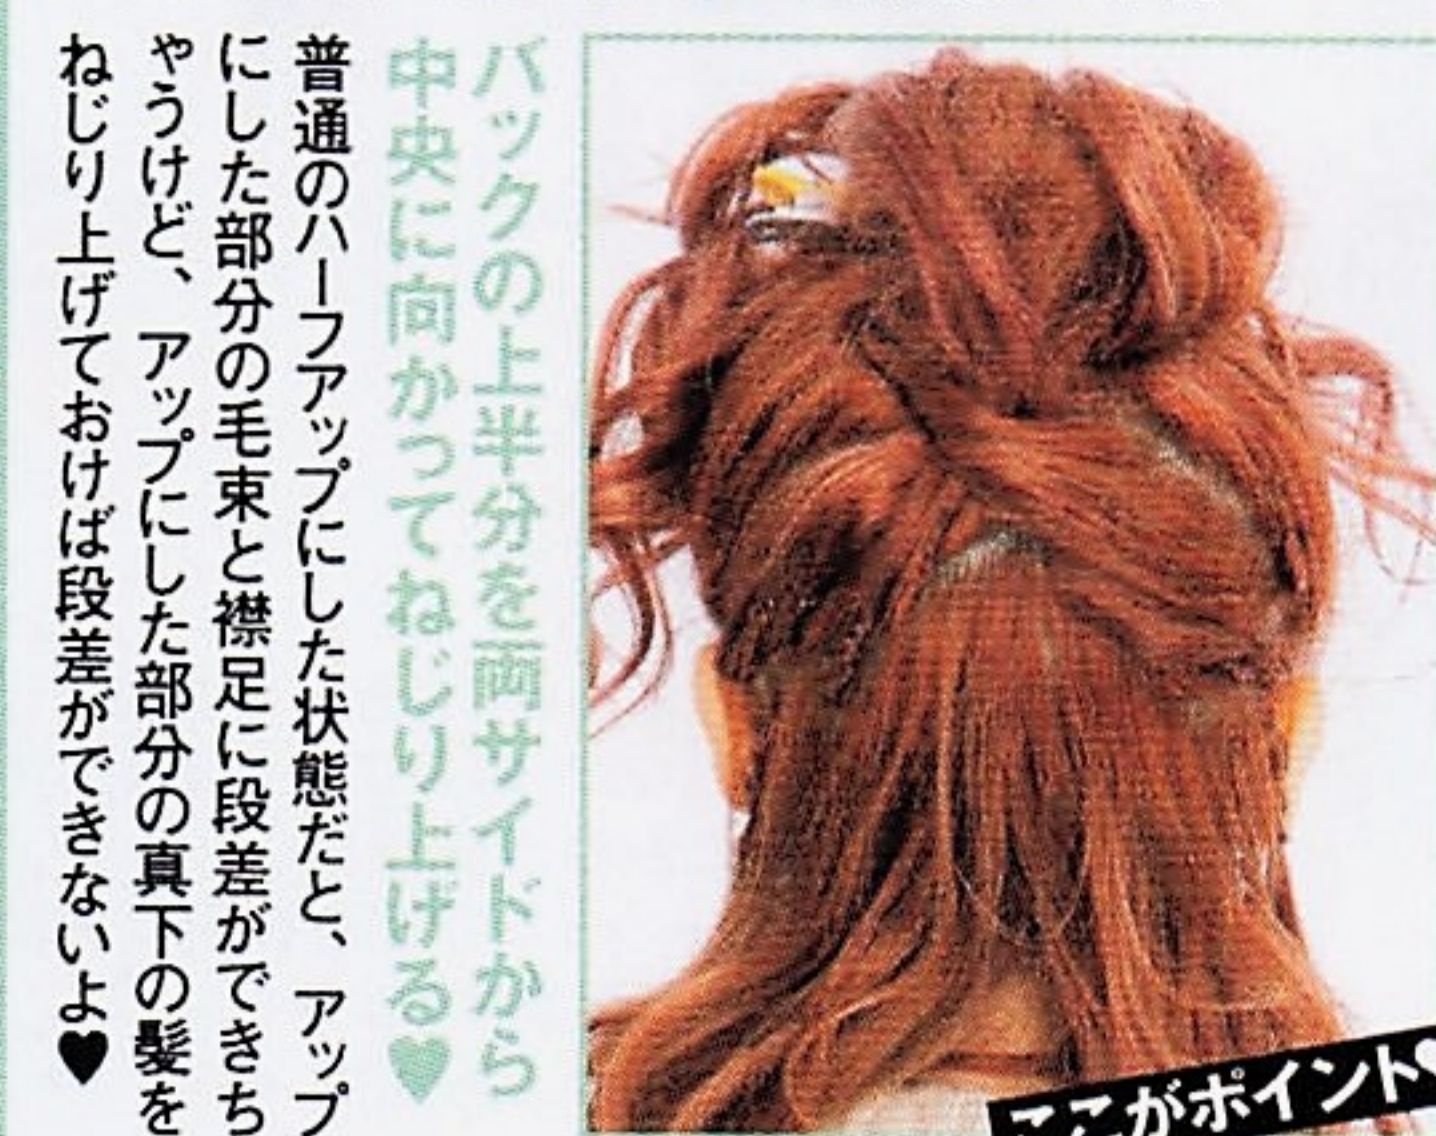 バックの上半分を両サイドから
中央に向かってねじり上げる♥
普通のハーフアップにした状態だと、アップ
にした部分の毛束と襟足に段差ができち
ゃうけど、アップにした部分の真下の髪を
ねじり上げておけば段差ができないよ♥
ここがポイント♥